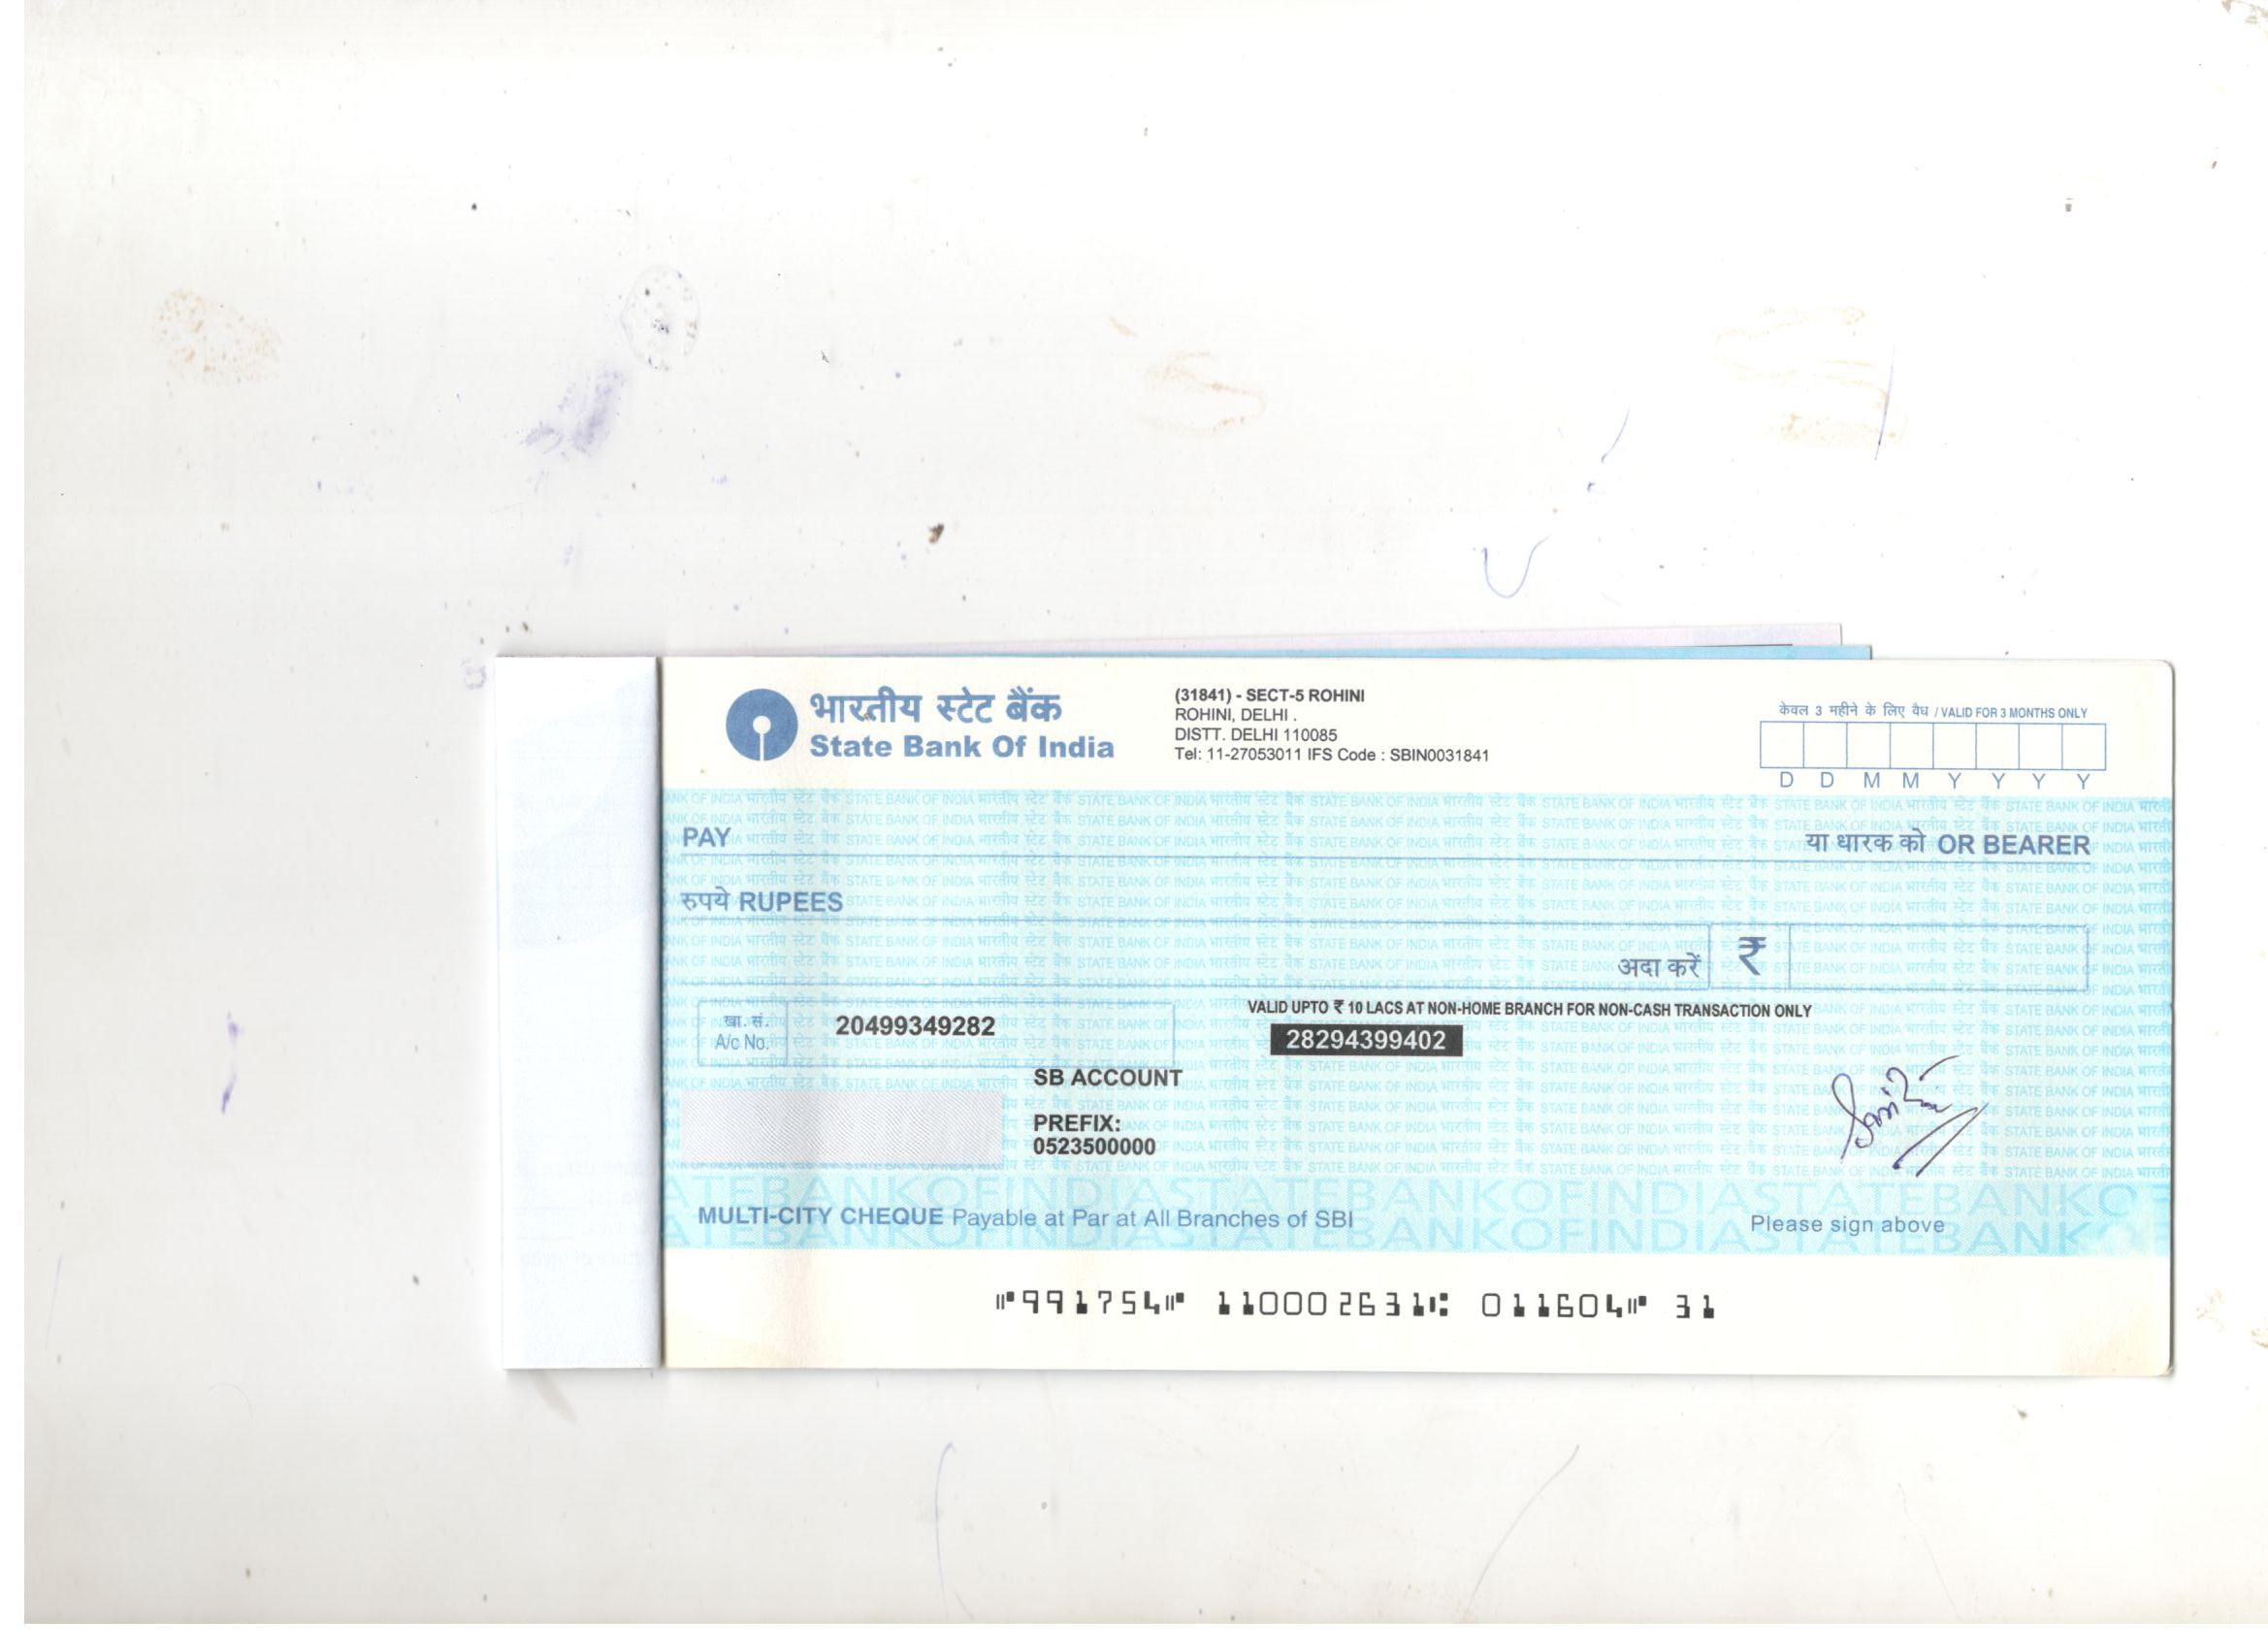 भारतीय स्टेट बैंक
State Bank Of India
(31841) - SECT-5 ROHINI
ROHINI, DELHI .
DISTT. DELHI 110085
Tel: 11-27053011 IFS Code : SBIN0031841
केवल 3 महीने के लिए वैध / VALID FOR 3 MONTHS ONLY
D D M M Y Y Y Y
PAY
या धारक को OR BEARER
रुपये RUPEES
अदा करें ₹
खा. सं.
A/c No.
20499349282
VALID UPTO ₹ 10 LACS AT NON-HOME BRANCH FOR NON-CASH TRANSACTION ONLY
28294399402
SB ACCOUNT
PREFIX:
0523500000
MULTI-CITY CHEQUE Payable at Par at All Branches of SBI
Please sign above
⑈991754⑈ 110002631⑆ 011604⑈ 31